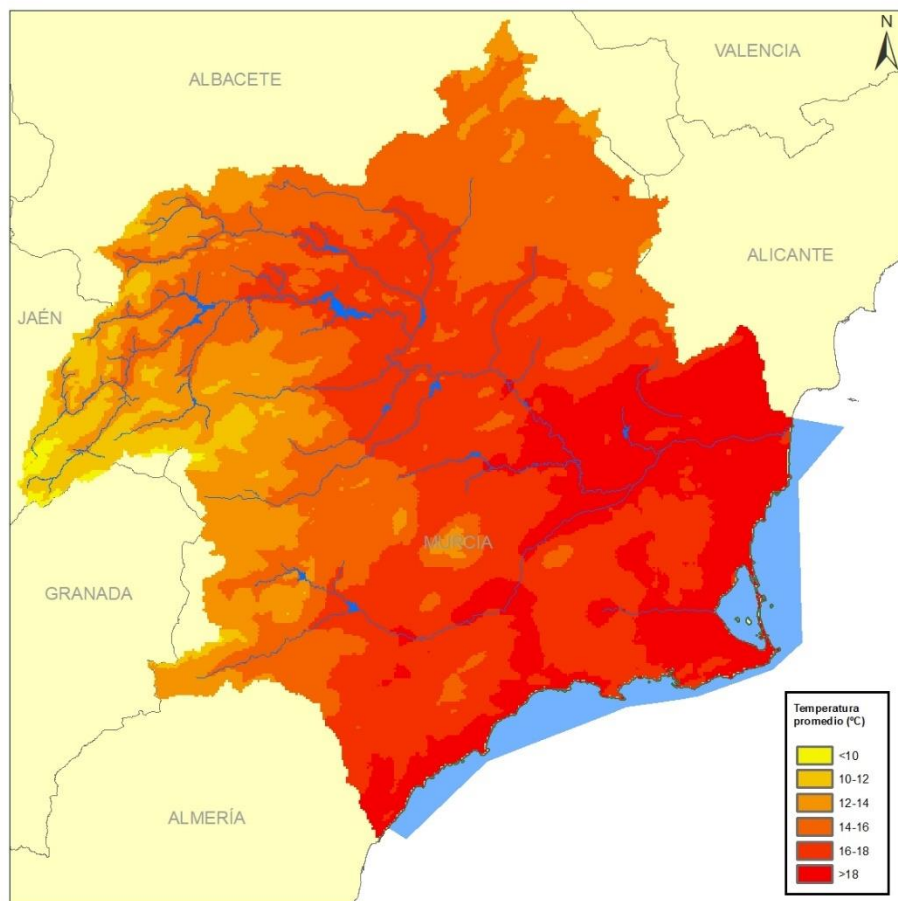 N
VALENCIA
ALBACETE
ALICANTE
JAÉN
MURCIA
GRANADA
ALMERÍA
Temperatura
promedio (ºC)
<10
10-12
12-14
14-16
16-18
>18